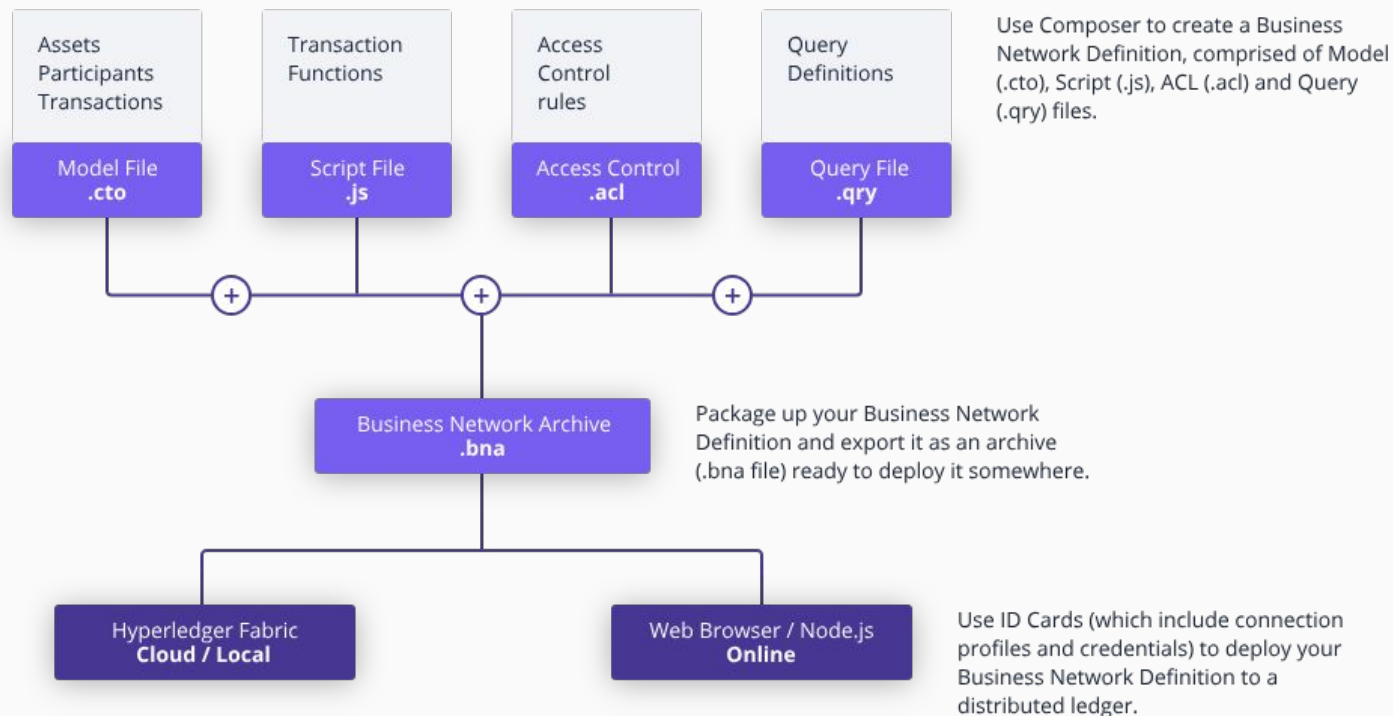 Assets
Participants
Transactions
Model File
.cto
Transaction
Functions
Script File
.js
Access
Control
rules
Access Control
.acl
Query
Definitions
Query File
.qry
Use Composer to create a Business
Network Definition, comprised of Model
(.cto), Script (.js), ACL (.acl) and Query
(.qry) files.
+
+
+
Business Network Archive
.bna
Package up your Business Network
Definition and export it as an archive
(.bna file) ready to deploy it somewhere.
Hyperledger Fabric
Cloud / Local
Web Browser / Node.js
Online
Use ID Cards (which include connection
profiles and credentials) to deploy your
Business Network Definition to a
distributed ledger.